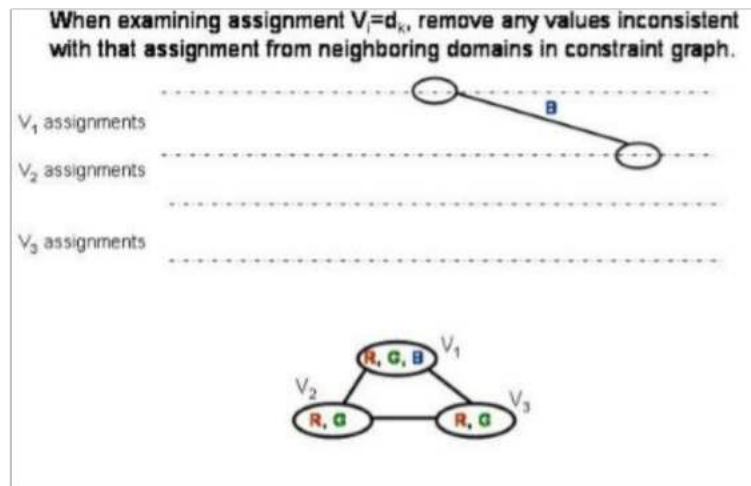 When examining assignment Vᵢ=dₖ, remove any values inconsistent
with that assignment from neighboring domains in constraint graph.
B
V₁ assignments
V₂ assignments
V₃ assignments
R, G, B
V₁
V₂
V₃
R, G
R, G